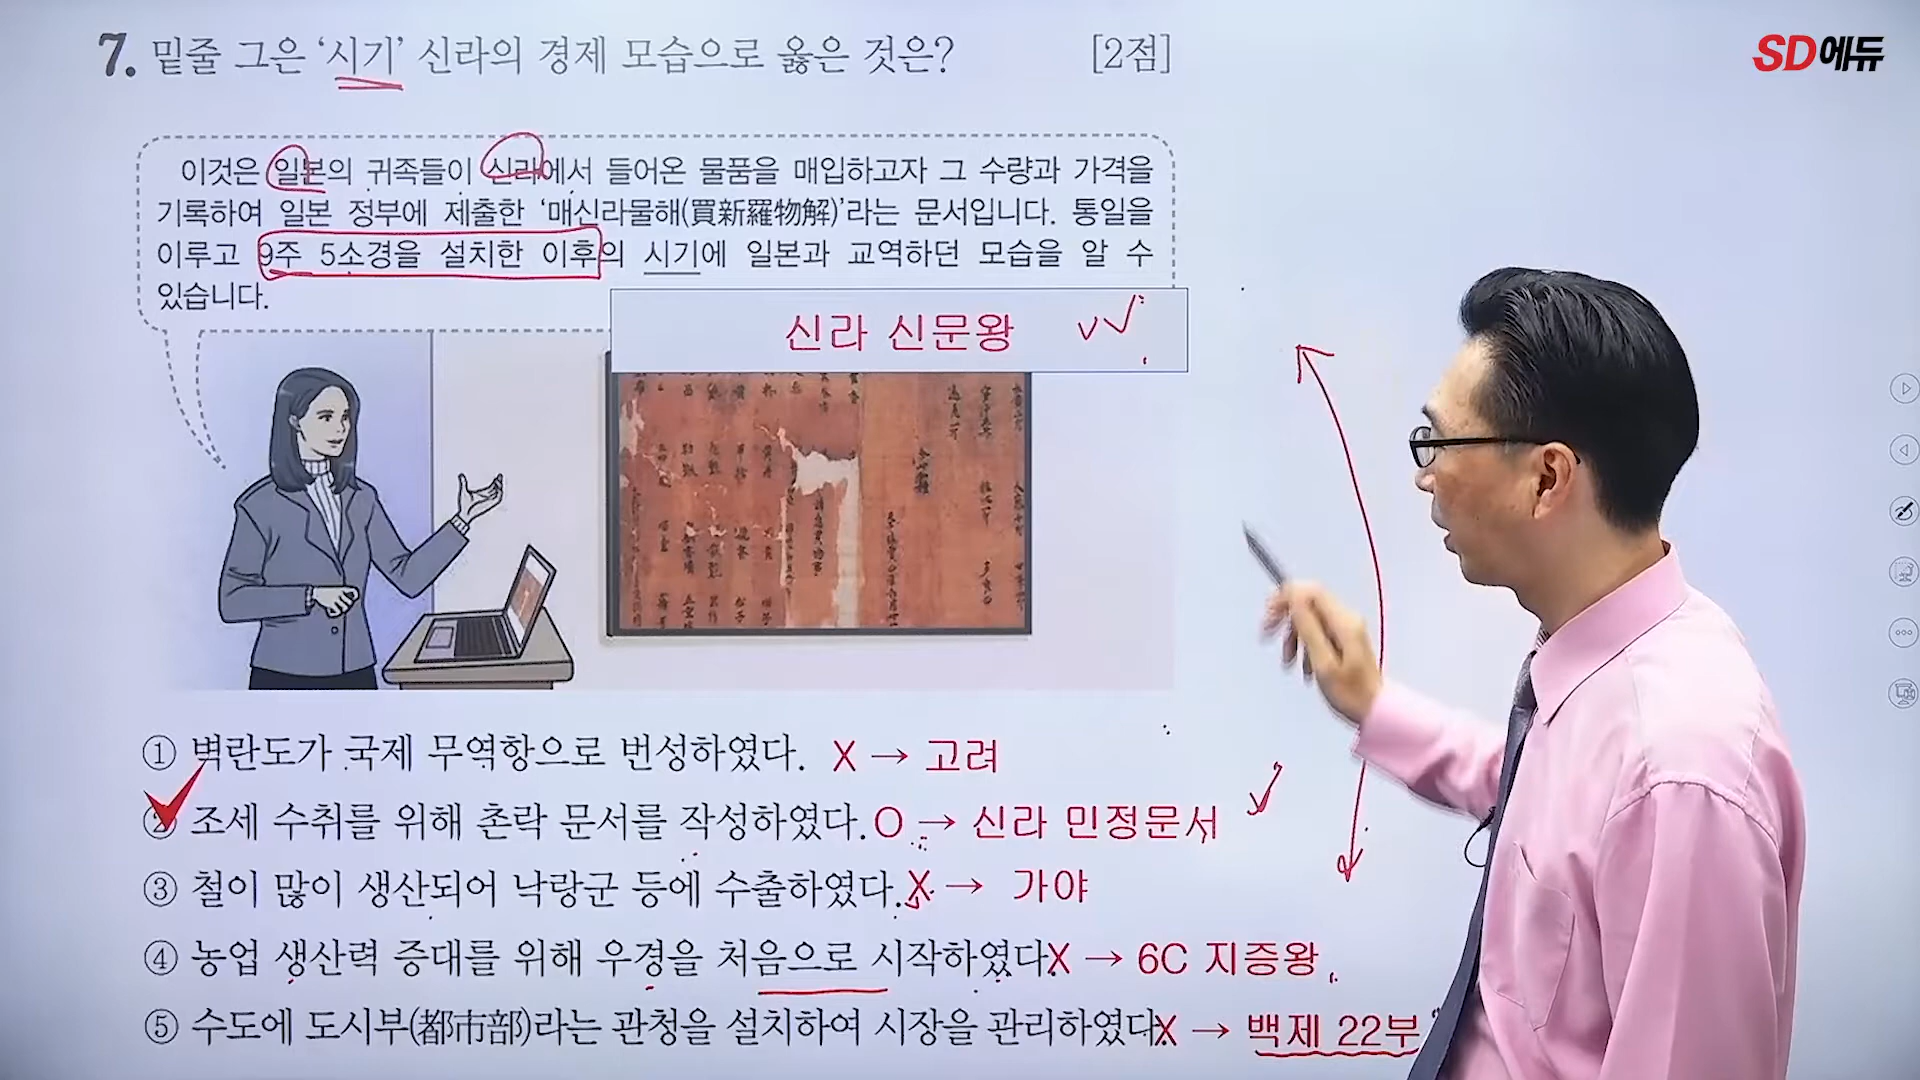 SD에듀
7. 밑줄 그은 ‘시기’ 신라의 경제 모습으로 옳은 것은? [2점]
이것은 일본의 귀족들이 신라에서 들어온 물품을 매입하고자 그 수량과 가격을
기록하여 일본 정부에 제출한 ‘매신라물해(買新羅物解)’라는 문서입니다. 통일을
이루고 9주 5소경을 설치한 이후의 시기에 일본과 교역하던 모습을 알 수
있습니다.
신라 신문왕
① 벽란도가 국제 무역항으로 번성하였다. X → 고려
② 조세 수취를 위해 촌락 문서를 작성하였다. O → 신라 민정문서
③ 철이 많이 생산되어 낙랑군 등에 수출하였다. X → 가야
④ 농업 생산력 증대를 위해 우경을 처음으로 시작하였다. X → 6C 지증왕
⑤ 수도에 도시부(都市部)라는 관청을 설치하여 시장을 관리하였다. X → 백제 22부